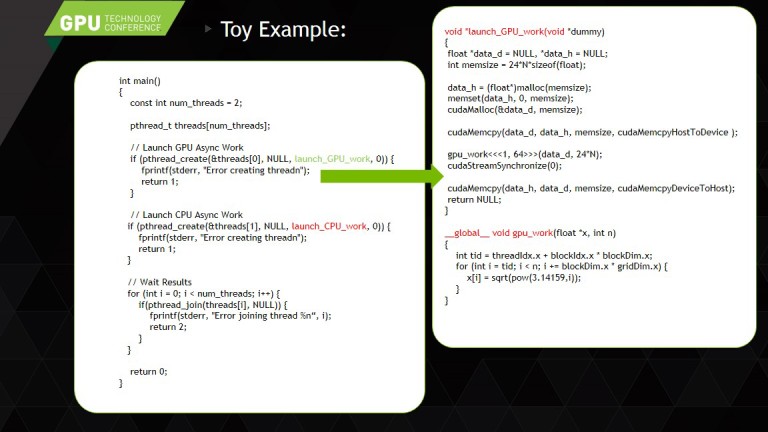 GPU TECHNOLOGY
CONFERENCE
Toy Example:
int main()
{
const int num_threads = 2;
pthread_t threads[num_threads];
// Launch GPU Async Work
if (pthread_create(&threads[0], NULL, launch_GPU_work, 0)) {
fprintf(stderr, "Error creating threadn");
return 1;
}
// Launch CPU Async Work
if (pthread_create(&threads[1], NULL, launch_CPU_work, 0)) {
fprintf(stderr, "Error creating threadn");
return 1;
}
// Wait Results
for (int i = 0; i < num_threads; i++) {
if(pthread_join(threads[i], NULL)) {
fprintf(stderr, "Error joining thread %n“, i);
return 2;
}
}
return 0;
}
void *launch_GPU_work(void *dummy)
{
float *data_d = NULL, *data_h = NULL;
int memsize = 24*N*sizeof(float);
data_h = (float*)malloc(memsize);
memset(data_h, 0, memsize);
cudaMalloc(&data_d, memsize);
cudaMemcpy(data_d, data_h, memsize, cudaMemcpyHostToDevice );
gpu_work<<<1, 64>>>(data_d, 24*N);
cudaStreamSynchronize(0);
cudaMemcpy(data_h, data_d, memsize, cudaMemcpyDeviceToHost);
return NULL;
}
__global__ void gpu_work(float *x, int n)
{
int tid = threadIdx.x + blockIdx.x * blockDim.x;
for (int i = tid; i < n; i += blockDim.x * gridDim.x) {
x[i] = sqrt(pow(3.14159,i));
}
}